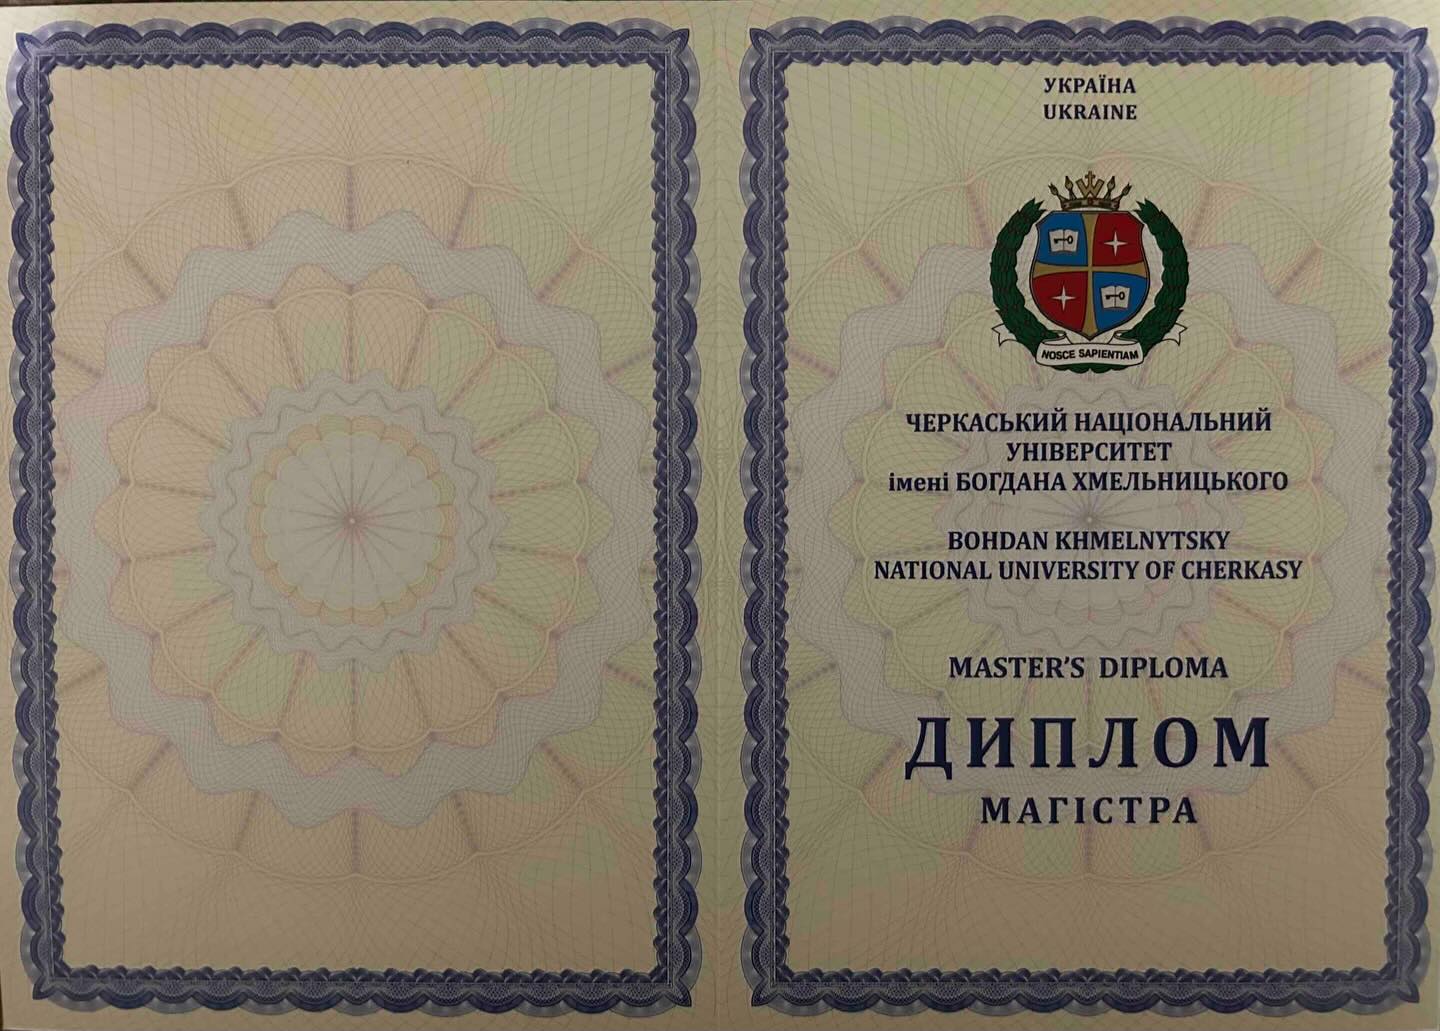 УКРАЇНА
UKRAINE
NOSCE SAPIENTIAM
ЧЕРКАСЬКИЙ НАЦІОНАЛЬНИЙ
УНІВЕРСИТЕТ
імені БОГДАНА ХМЕЛЬНИЦЬКОГО
BOHDAN KHMELNYTSKY
NATIONAL UNIVERSITY OF CHERKASY
MASTER'S DIPLOMA
ДИПЛОМ
МАГІСТРА